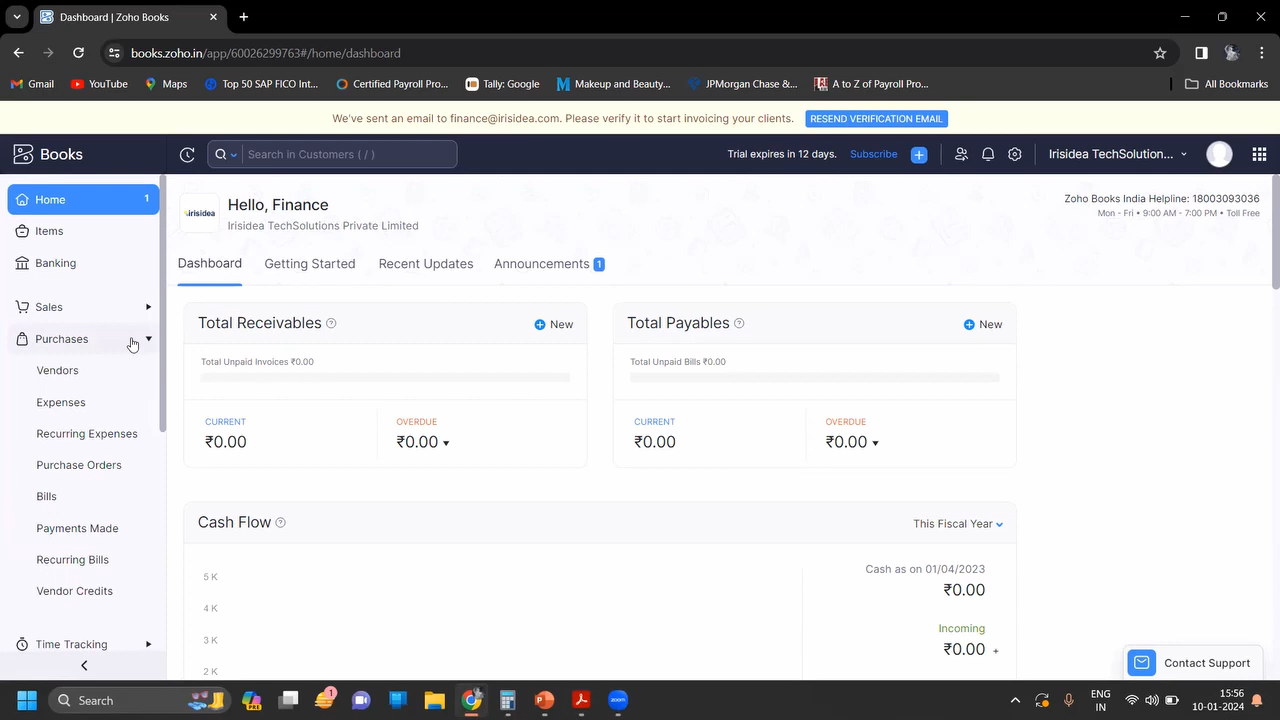 Dashboard | Zoho Books
books.zoho.in/app/60026299763#/home/dashboard
Gmail YouTube Maps Top 50 SAP FICO Int... Certified Payroll Pro... Tally: Google Makeup and Beauty... JPMorgan Chase &... A to Z of Payroll Pro... All Bookmarks
We've sent an email to finance@irisidea.com. Please verify it to start invoicing your clients. RESEND VERIFICATION EMAIL
Books Search in Customers ( / ) Trial expires in 12 days. Subscribe Irisidea TechSolution...
Home 1
Items
Banking
Sales
Purchases
Vendors
Expenses
Recurring Expenses
Purchase Orders
Bills
Payments Made
Recurring Bills
Vendor Credits
Time Tracking
irisidea
Hello, Finance
Irisidea TechSolutions Private Limited
Zoho Books India Helpline: 18003093036
Mon - Fri • 9:00 AM - 7:00 PM • Toll Free
Dashboard Getting Started Recent Updates Announcements 1
Total Receivables New
Total Unpaid Invoices ₹0.00
CURRENT OVERDUE
₹0.00 ₹0.00
Total Payables New
Total Unpaid Bills ₹0.00
CURRENT OVERDUE
₹0.00 ₹0.00
Cash Flow This Fiscal Year
5 K
4 K
3 K
2 K
Cash as on 01/04/2023
₹0.00
Incoming
₹0.00 +
Contact Support
Search PRE 1 zoom ENG 15:56
IN 10-01-2024